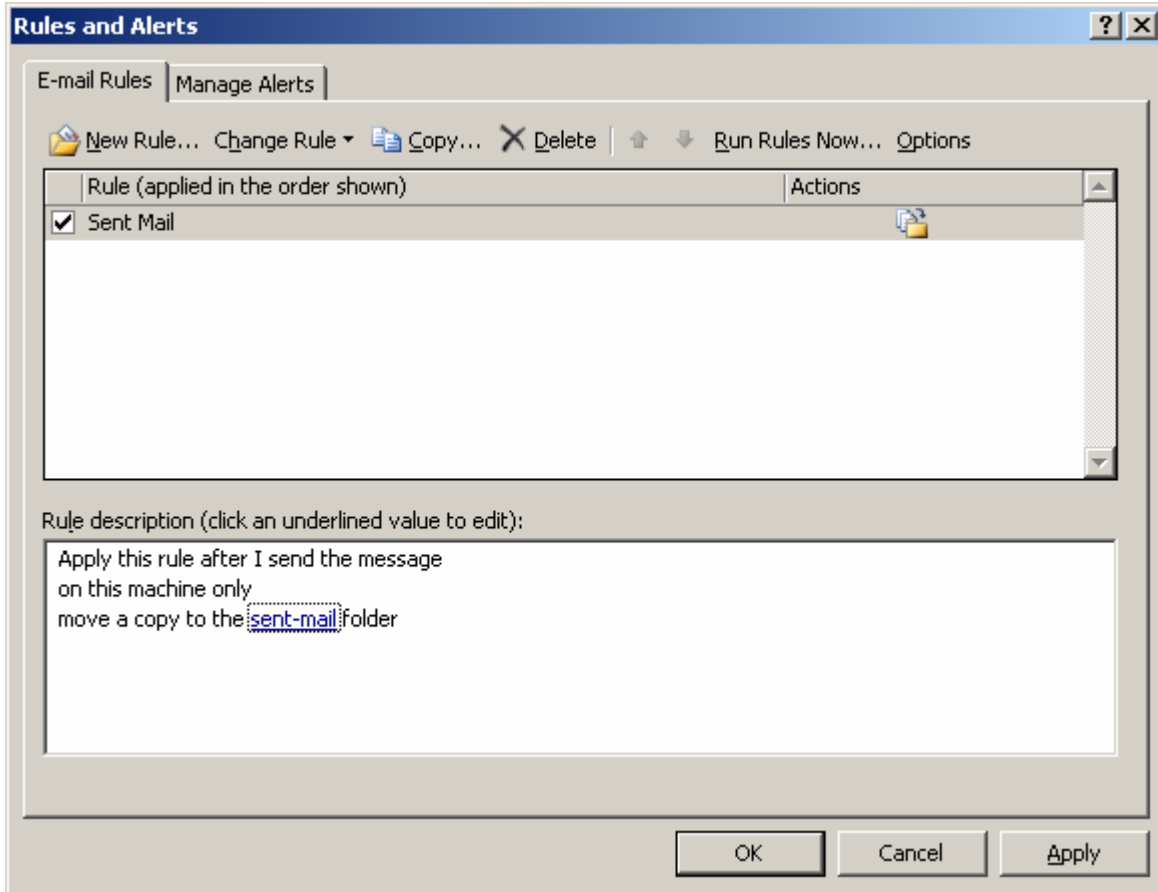 Rules and Alerts
E-mail Rules Manage Alerts
New Rule... Change Rule Copy... Delete Run Rules Now... Options
Rule (applied in the order shown) Actions
Sent Mail
Rule description (click an underlined value to edit):
Apply this rule after I send the message
on this machine only
move a copy to the sent-mail folder
OK Cancel Apply